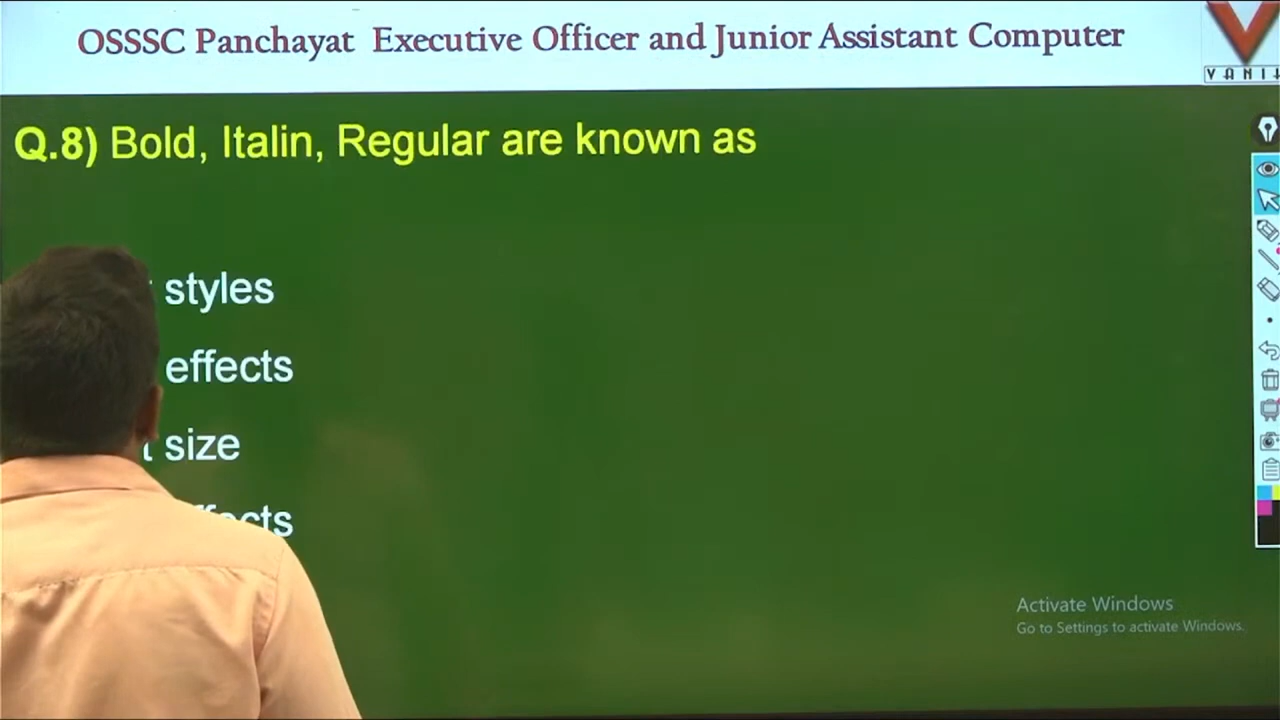 OSSSC Panchayat Executive Officer and Junior Assistant Computer
VANI
Q.8) Bold, Italin, Regular are known as
styles
effects
size
Activate Windows
Go to Settings to activate Windows.